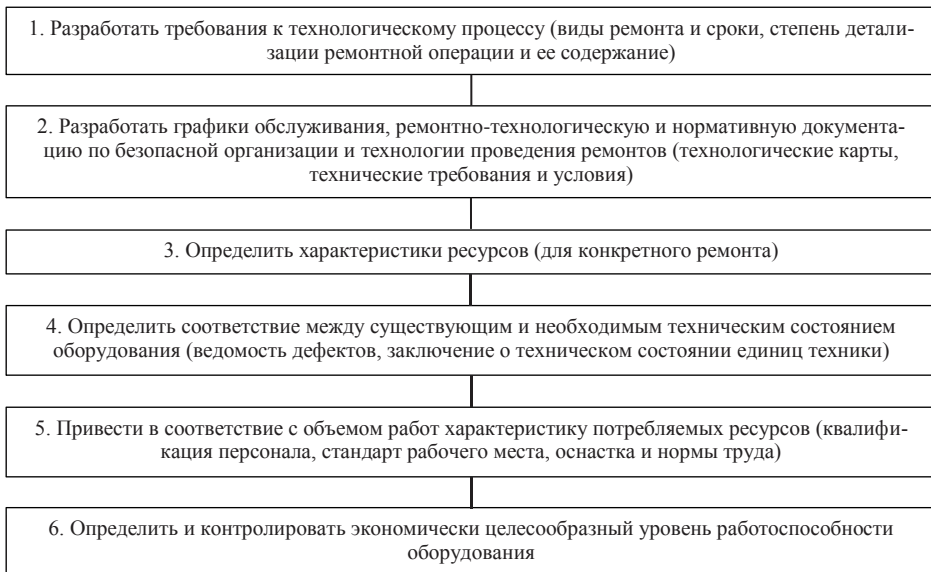 1. Разработать требования к технологическому процессу (виды ремонта и сроки, степень детали-
зации ремонтной операции и ее содержание)
2. Разработать графики обслуживания, ремонтно-технологическую и нормативную документа-
цию по безопасной организации и технологии проведения ремонтов (технологические карты,
технические требования и условия)
3. Определить характеристики ресурсов (для конкретного ремонта)
4. Определить соответствие между существующим и необходимым техническим состоянием
оборудования (ведомость дефектов, заключение о техническом состоянии единиц техники)
5. Привести в соответствие с объемом работ характеристику потребляемых ресурсов (квалифи-
кация персонала, стандарт рабочего места, оснастка и нормы труда)
6. Определить и контролировать экономически целесообразный уровень работоспособности
оборудования